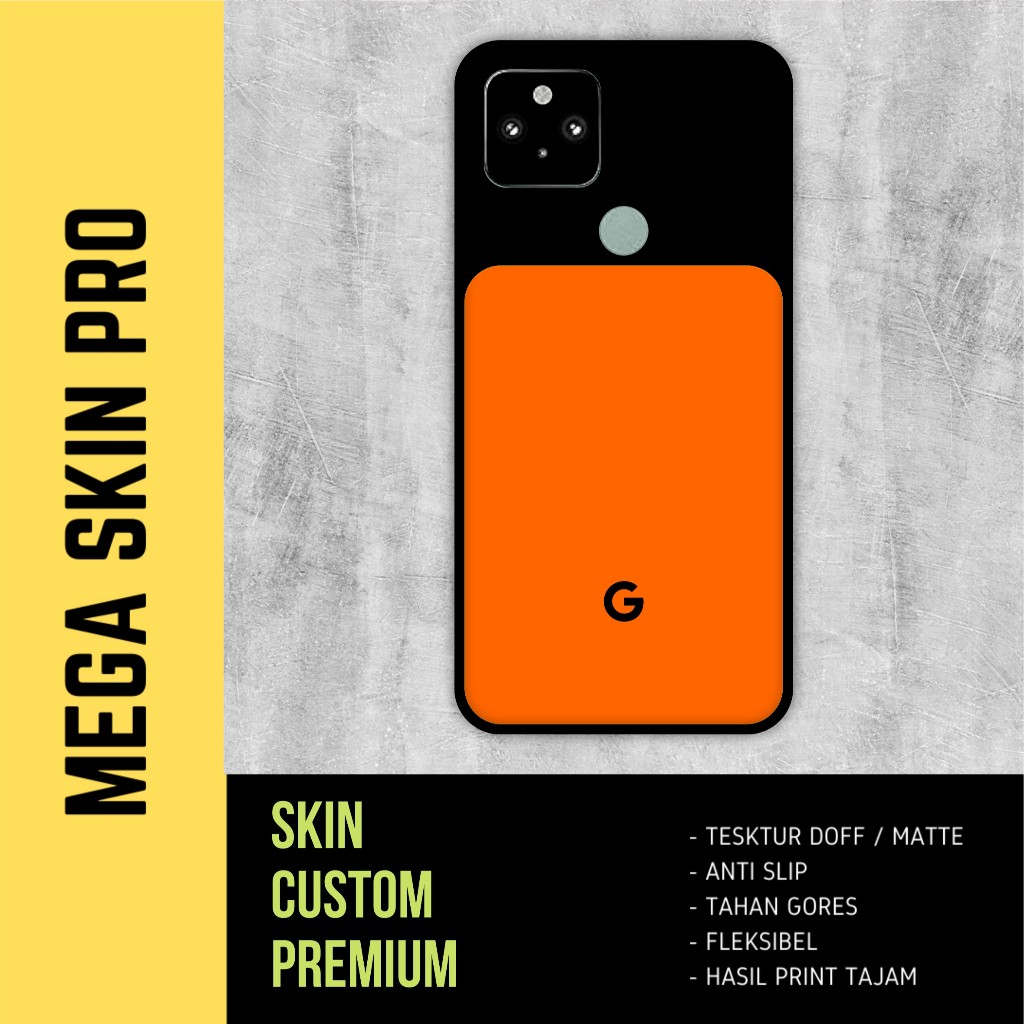 MEGA SKIN PRO
G
SKIN
CUSTOM
PREMIUM
- TESKTUR DOFF / MATTE
- ANTI SLIP
- TAHAN GORES
- FLEKSIBEL
- HASIL PRINT TAJAM